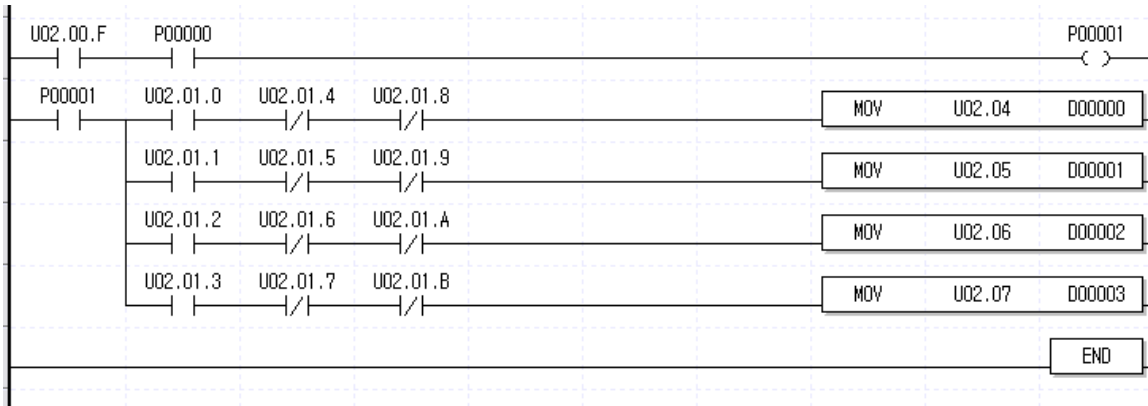 U02.00.F P00000 P00001
P00001 U02.01.0 U02.01.4 U02.01.8 MOV U02.04 D00000
U02.01.1 U02.01.5 U02.01.9 MOV U02.05 D00001
U02.01.2 U02.01.6 U02.01.A MOV U02.06 D00002
U02.01.3 U02.01.7 U02.01.B MOV U02.07 D00003
END